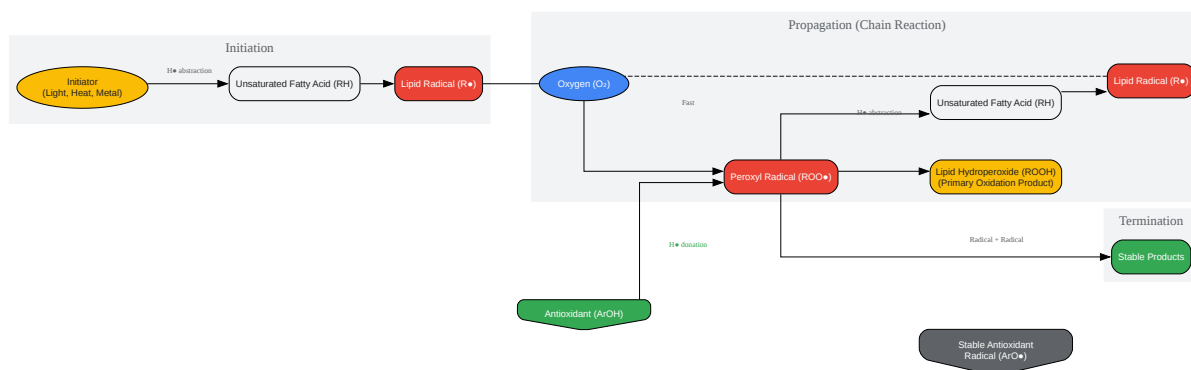 Propagation (Chain Reaction)
Initiation
Initiator
(Light, Heat, Metal)
H● abstraction
Unsaturated Fatty Acid (RH)
Lipid Radical (R●)
Oxygen (O₂)
Fast
H● abstraction
Unsaturated Fatty Acid (RH)
Lipid Radical (R●)
Peroxyl Radical (ROO●)
Lipid Hydroperoxide (ROOH)
(Primary Oxidation Product)
Termination
H● donation
Radical + Radical
Stable Products
Antioxidant (ArOH)
Stable Antioxidant
Radical (ArO●)